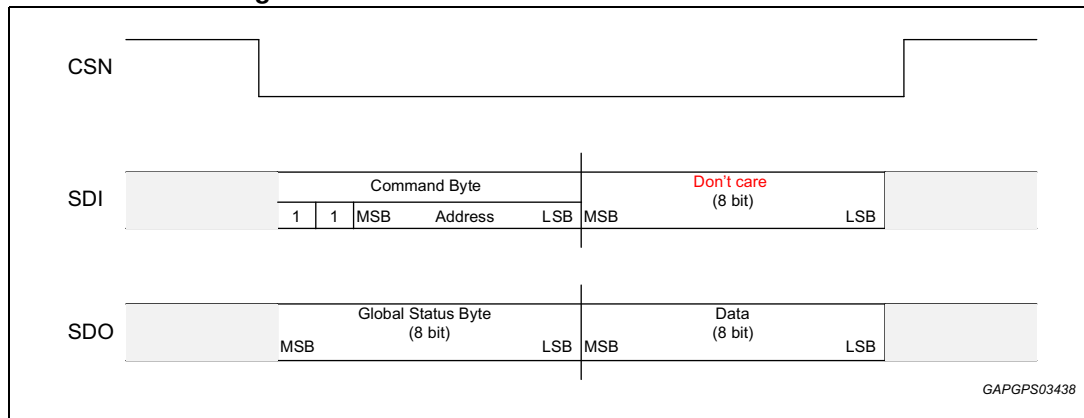 g
CSN
SDI
Command Byte
1 1 MSB Address LSB
Don't care
(8 bit)
MSB LSB
SDO
Global Status Byte
(8 bit)
MSB LSB
Data
(8 bit)
MSB LSB
GAPGPS03438